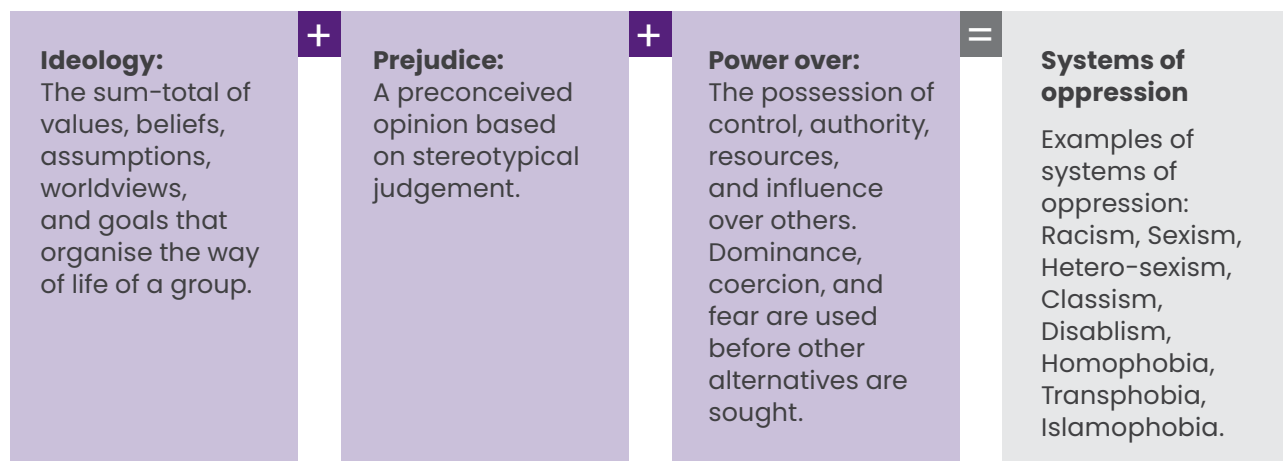 Ideology:
The sum-total of
values, beliefs,
assumptions,
worldviews,
and goals that
organise the way
of life of a group.
+
Prejudice:
A preconceived
opinion based
on stereotypical
judgement.
+
Power over:
The possession of
control, authority,
resources,
and influence
over others.
Dominance,
coercion, and
fear are used
before other
alternatives are
sought.
=
Systems of
oppression
Examples of
systems of
oppression:
Racism, Sexism,
Hetero-sexism,
Classism,
Disablism,
Homophobia,
Transphobia,
Islamophobia.